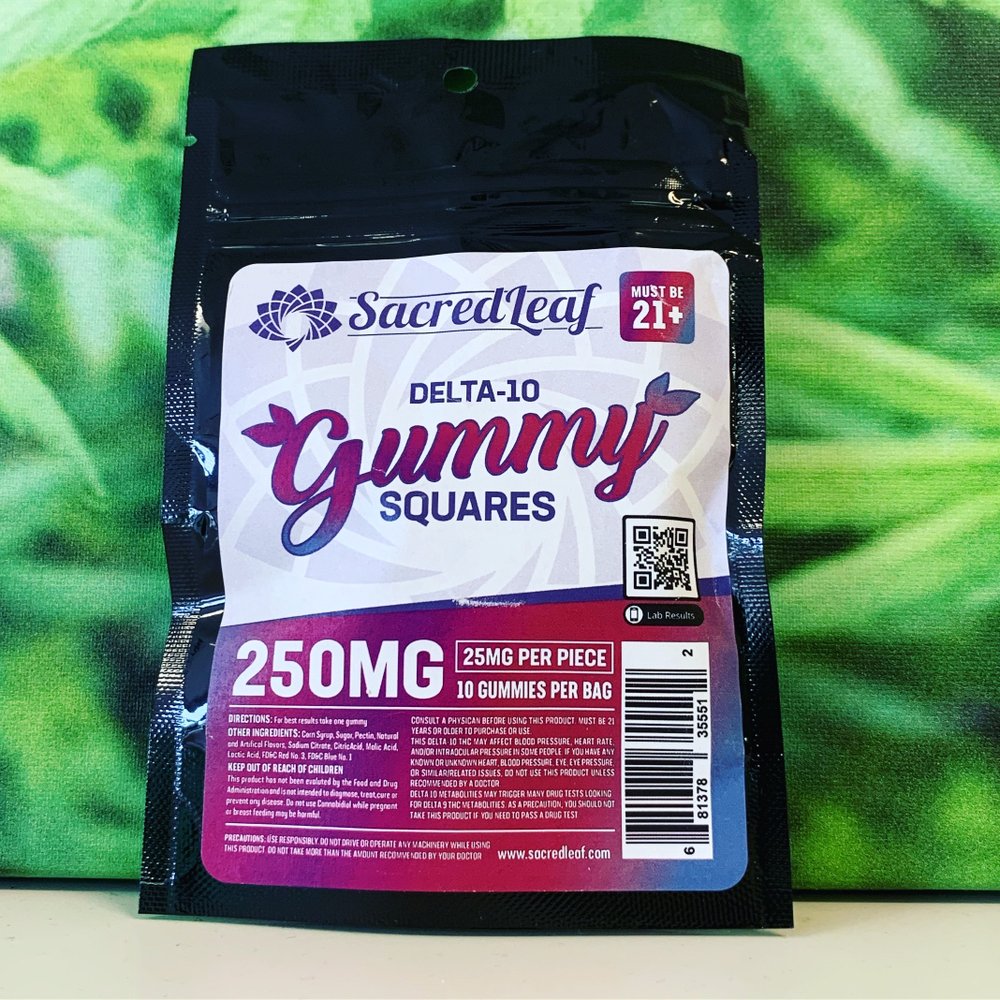 SacredLeaf
MUST BE
21+
DELTA-10
Gummy
SQUARES
Lab Results
250MG
25MG PER PIECE
10 GUMMIES PER BAG
DIRECTIONS: For best results take one gummy
OTHER INGREDIENTS: Corn Syrup, Sugar, Pectin, Natural
and Artifical Flavors, Sodium Citrate, CitricAcid, Malic Acid,
Lactic Acid, FD&C Red No. 3, FD&C Blue No. 1
KEEP OUT OF REACH OF CHILDREN
This product has not been evaluted by the Food and Drug
Administration and is not intended to diagnose, treat,care or
prevent any disease. Do not use Cannabidial while pregnant
or breast feeding may be harmful.
CONSULT A PHYSICAN BEFORE USING THIS PRODUCT. MUST BE 21
YEARS OR OLDER TO PURCHASE OR USE.
THIS DELTA 10 THC MAY AFFECT BLOOD PRESSURE, HEART RATE,
AND/OR INTRAOCULAR PRESSURE IN SOME PEOPLE. IF YOU HAVE ANY
KNOWN OR UNKNOWN HEART, BLOOD PRESSURE, EYE, EYE PRESSURE,
OR SIMILAR/RELATED ISSUES, DO NOT USE THIS PRODUCT UNLESS
RECOMMENDED BY A DOCTOR
DELTA 10 METABOLITIES MAY TRIGGER MANY DRUG TESTS LOOKING
FOR DELTA 9 THC METABOLITIES. AS A PRECAUTION, YOU SHOULD NOT
TAKE THIS PRODUCT IF YOU NEED TO PASS A DRUG TEST.
PRECAUTIONS: USE RESPONSIBLY. DO NOT DRIVE OR OPERATE ANY MACHINERY WHILE USING
THIS PRODUCT. DO NOT TAKE MORE THAN THE AMOUNT RECOMMENDED BY YOUR DOCTOR
www.sacredleaf.com
6 81378 35551 2